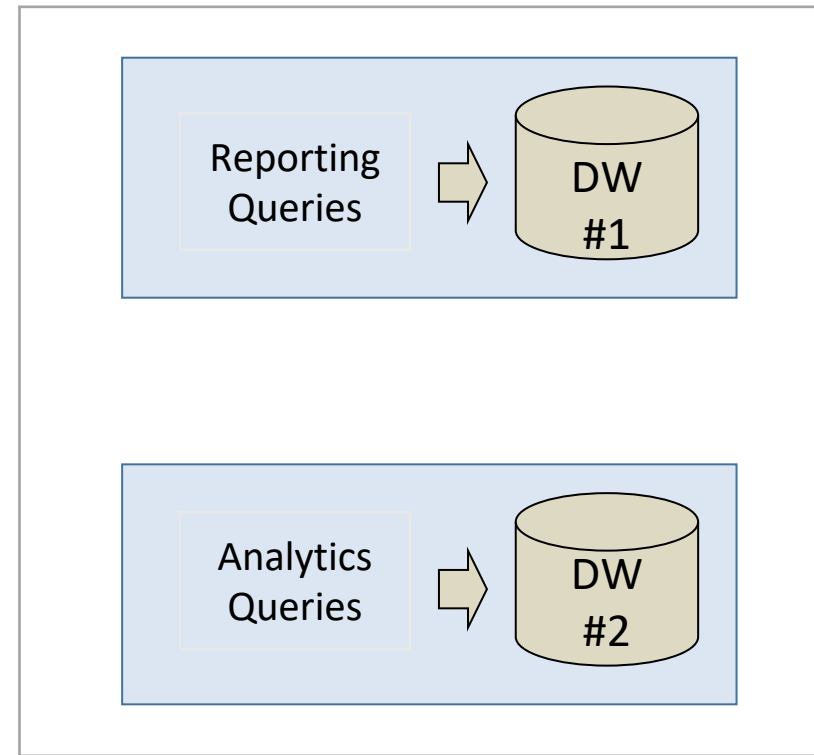 Reporting
Queries
DW
#1
Analytics
Queries
DW
#2